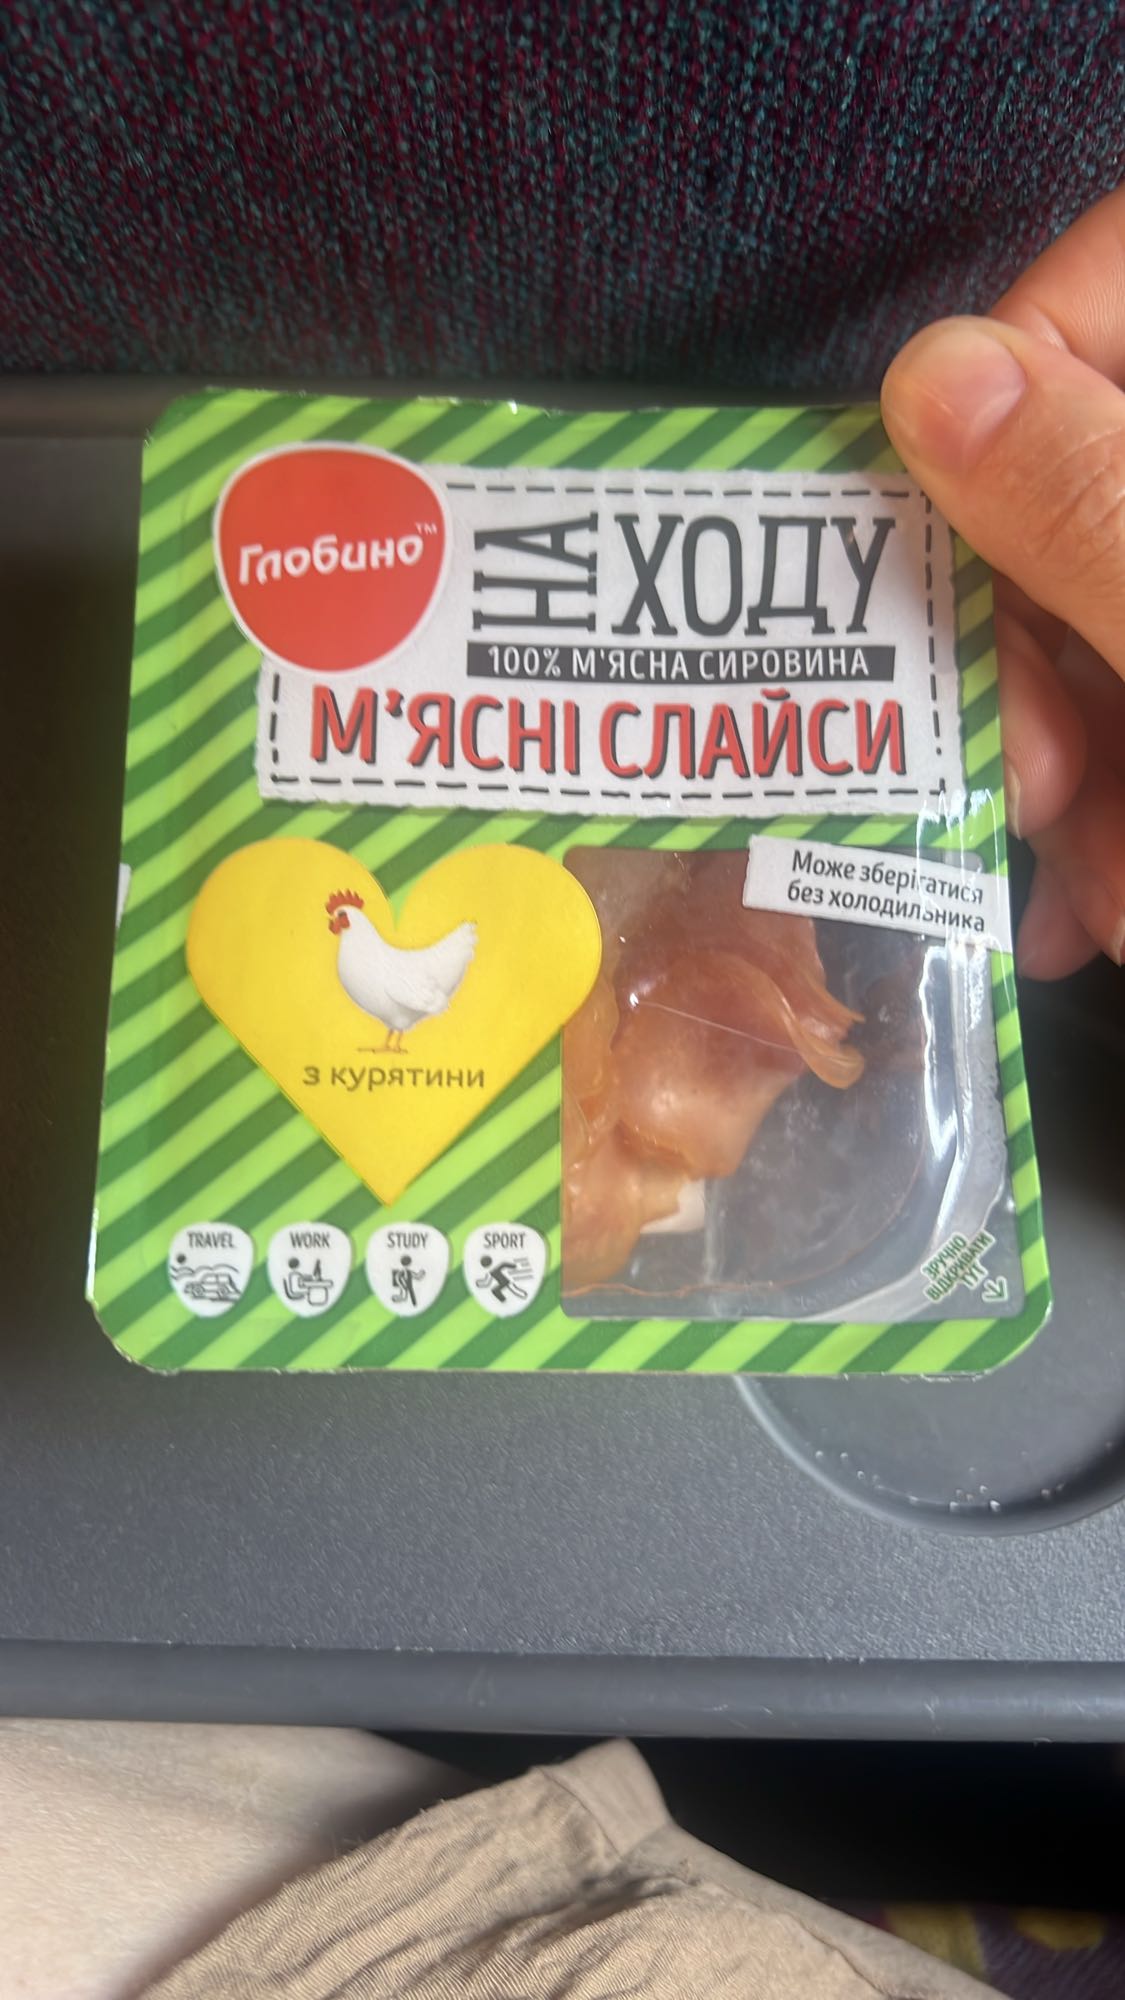 Глобино™
НА ХОДУ
100% М'ЯСНА СИРОВИНА
М'ЯСНІ СЛАЙСИ
Може зберігатися
без холодильника
з курятини
TRAVEL
WORK
STUDY
SPORT
ЗРУЧНО
ВІДКРИВАТИ
ТУТ